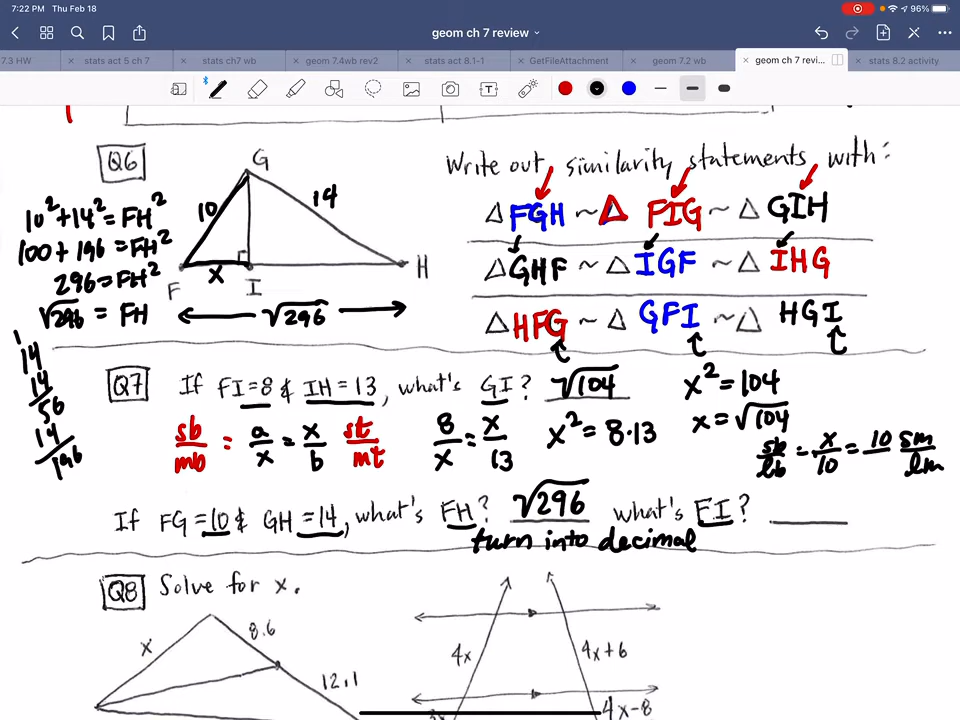 7:22 PM Thu Feb 18
96%
geom ch 7 review
7.3 HW
stats act 5 ch 7
stats ch7 wb
geom 7.4wb rev2
stats act 8.1-1
GetFileAttachment
geom 7.2 wb
geom ch 7 revi...
stats 8.2 activity
Q6
G
10
14
x
F
I
H
√296
10² + 14² = FH²
100 + 196 = FH²
296 = FH²
√296 = FH
1
14
14
56
14
196
Write out similarity statements with:
△ FGH ~ △ FIG ~ △ GIH
△ GHF ~ △ IGF ~ △ IHG
△ HFG ~ △ GFI ~ △ HGI
Q7 If FI = 8 & IH = 13, what's GI? √104
x² = 104
x = √104
sb/mb = a/x = x/b st/mt
8/x = x/13
x² = 8·13
sb/lb = x/10 = 10/ sm/lm
If FG = 10 & GH = 14, what's FH? √296 what's FI?
turn into decimal
Q8 Solve for x.
x
8.6
12.1
4x
4x+6
4x-8